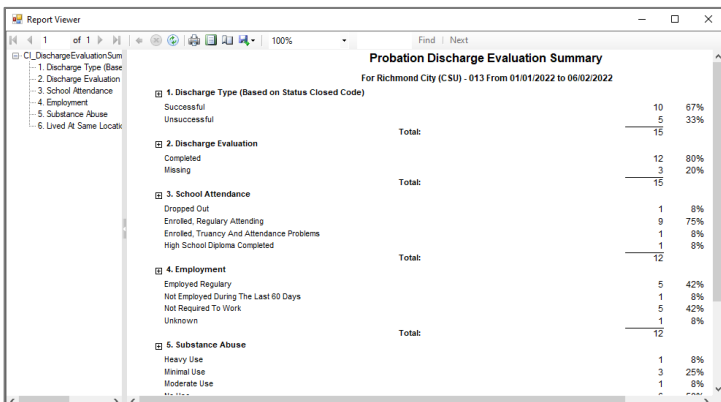 Report Viewer
1 of 1 100% Find | Next
CI_DischargeEvaluationSum
1. Discharge Type (Base
2. Discharge Evaluation
3. School Attendance
4. Employment
5. Substance Abuse
6. Lived At Same Locatio
Probation Discharge Evaluation Summary
For Richmond City (CSU) - 013 From 01/01/2022 to 06/02/2022
1. Discharge Type (Based on Status Closed Code)
Successful 10 67%
Unsuccessful 5 33%
Total: 15
2. Discharge Evaluation
Completed 12 80%
Missing 3 20%
Total: 15
3. School Attendance
Dropped Out 1 8%
Enrolled, Regulary Attending 9 75%
Enrolled, Truancy And Attendance Problems 1 8%
High School Diploma Completed 1 8%
Total: 12
4. Employment
Employed Regulary 5 42%
Not Employed During The Last 60 Days 1 8%
Not Required To Work 5 42%
Unknown 1 8%
Total: 12
5. Substance Abuse
Heavy Use 1 8%
Minimal Use 3 25%
Moderate Use 1 8%